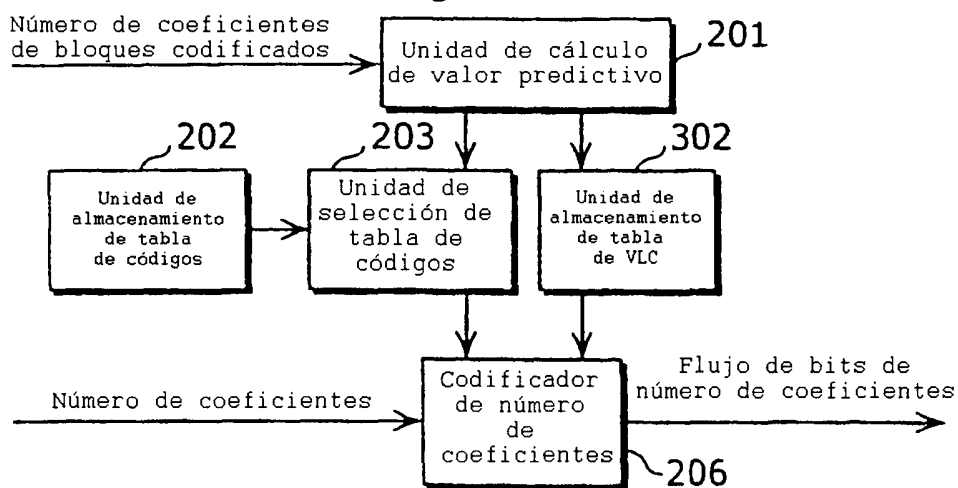 Número de coeficientes
de bloques codificados
Unidad de cálculo
de valor predictivo
201
202
Unidad de
almacenamiento
de tabla
de códigos
203
Unidad de
selección de
tabla de
códigos
302
Unidad de
almacenamiento
de tabla
de VLC
Número de coeficientes
Codificador
de número
de
coeficientes
206
Flujo de bits de
número de coeficientes